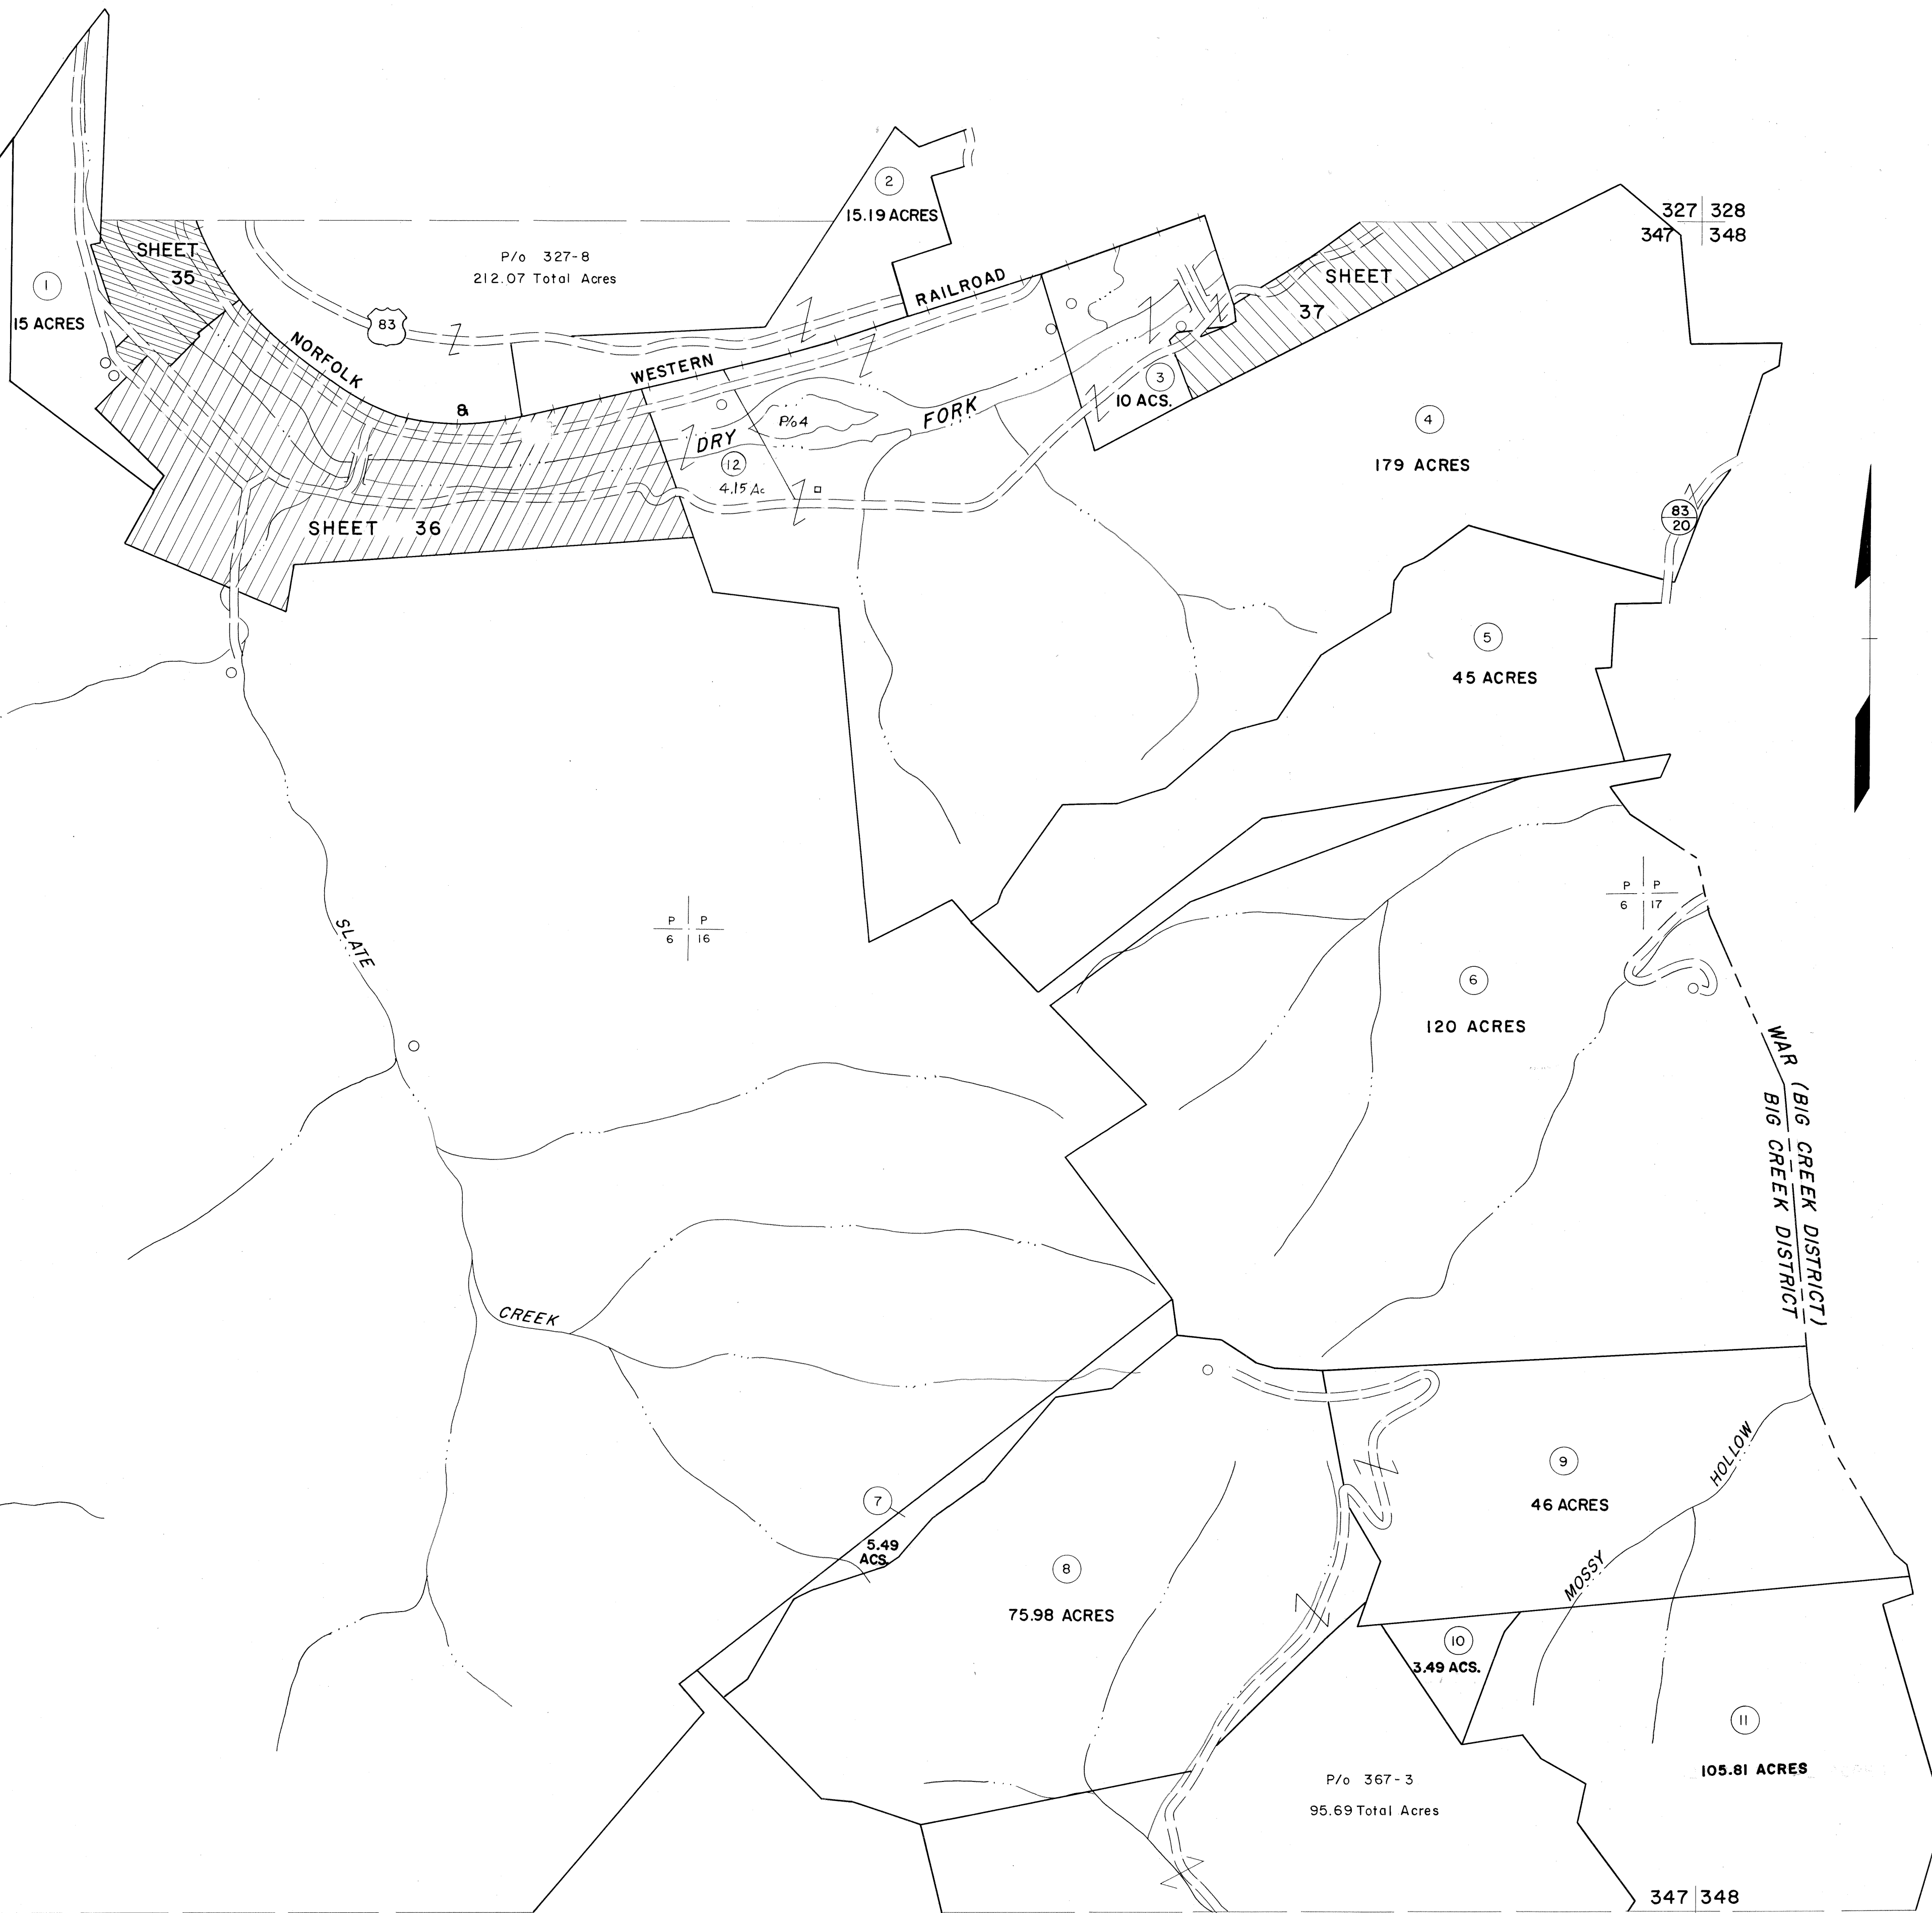 2
15.19 ACRES
327 328
347 348
SHEET
35
P/o 327-8
212.07 Total Acres
1
15 ACRES
83
NORFOLK
&
WESTERN
RAILROAD
SHEET
37
3
10 ACS.
4
179 ACRES
P/o 4
DRY
FORK
12
4.15 Ac
SHEET 36
83
20
5
45 ACRES
P P
6 17
P P
6 16
SLATE
6
120 ACRES
WAR (BIG CREEK DISTRICT)
BIG CREEK DISTRICT
CREEK
HOLLOW
9
46 ACRES
7
5.49
ACS.
MOSSY
8
75.98 ACRES
10
3.49 ACS.
11
105.81 ACRES
P/o 367-3
95.69 Total Acres
347 348